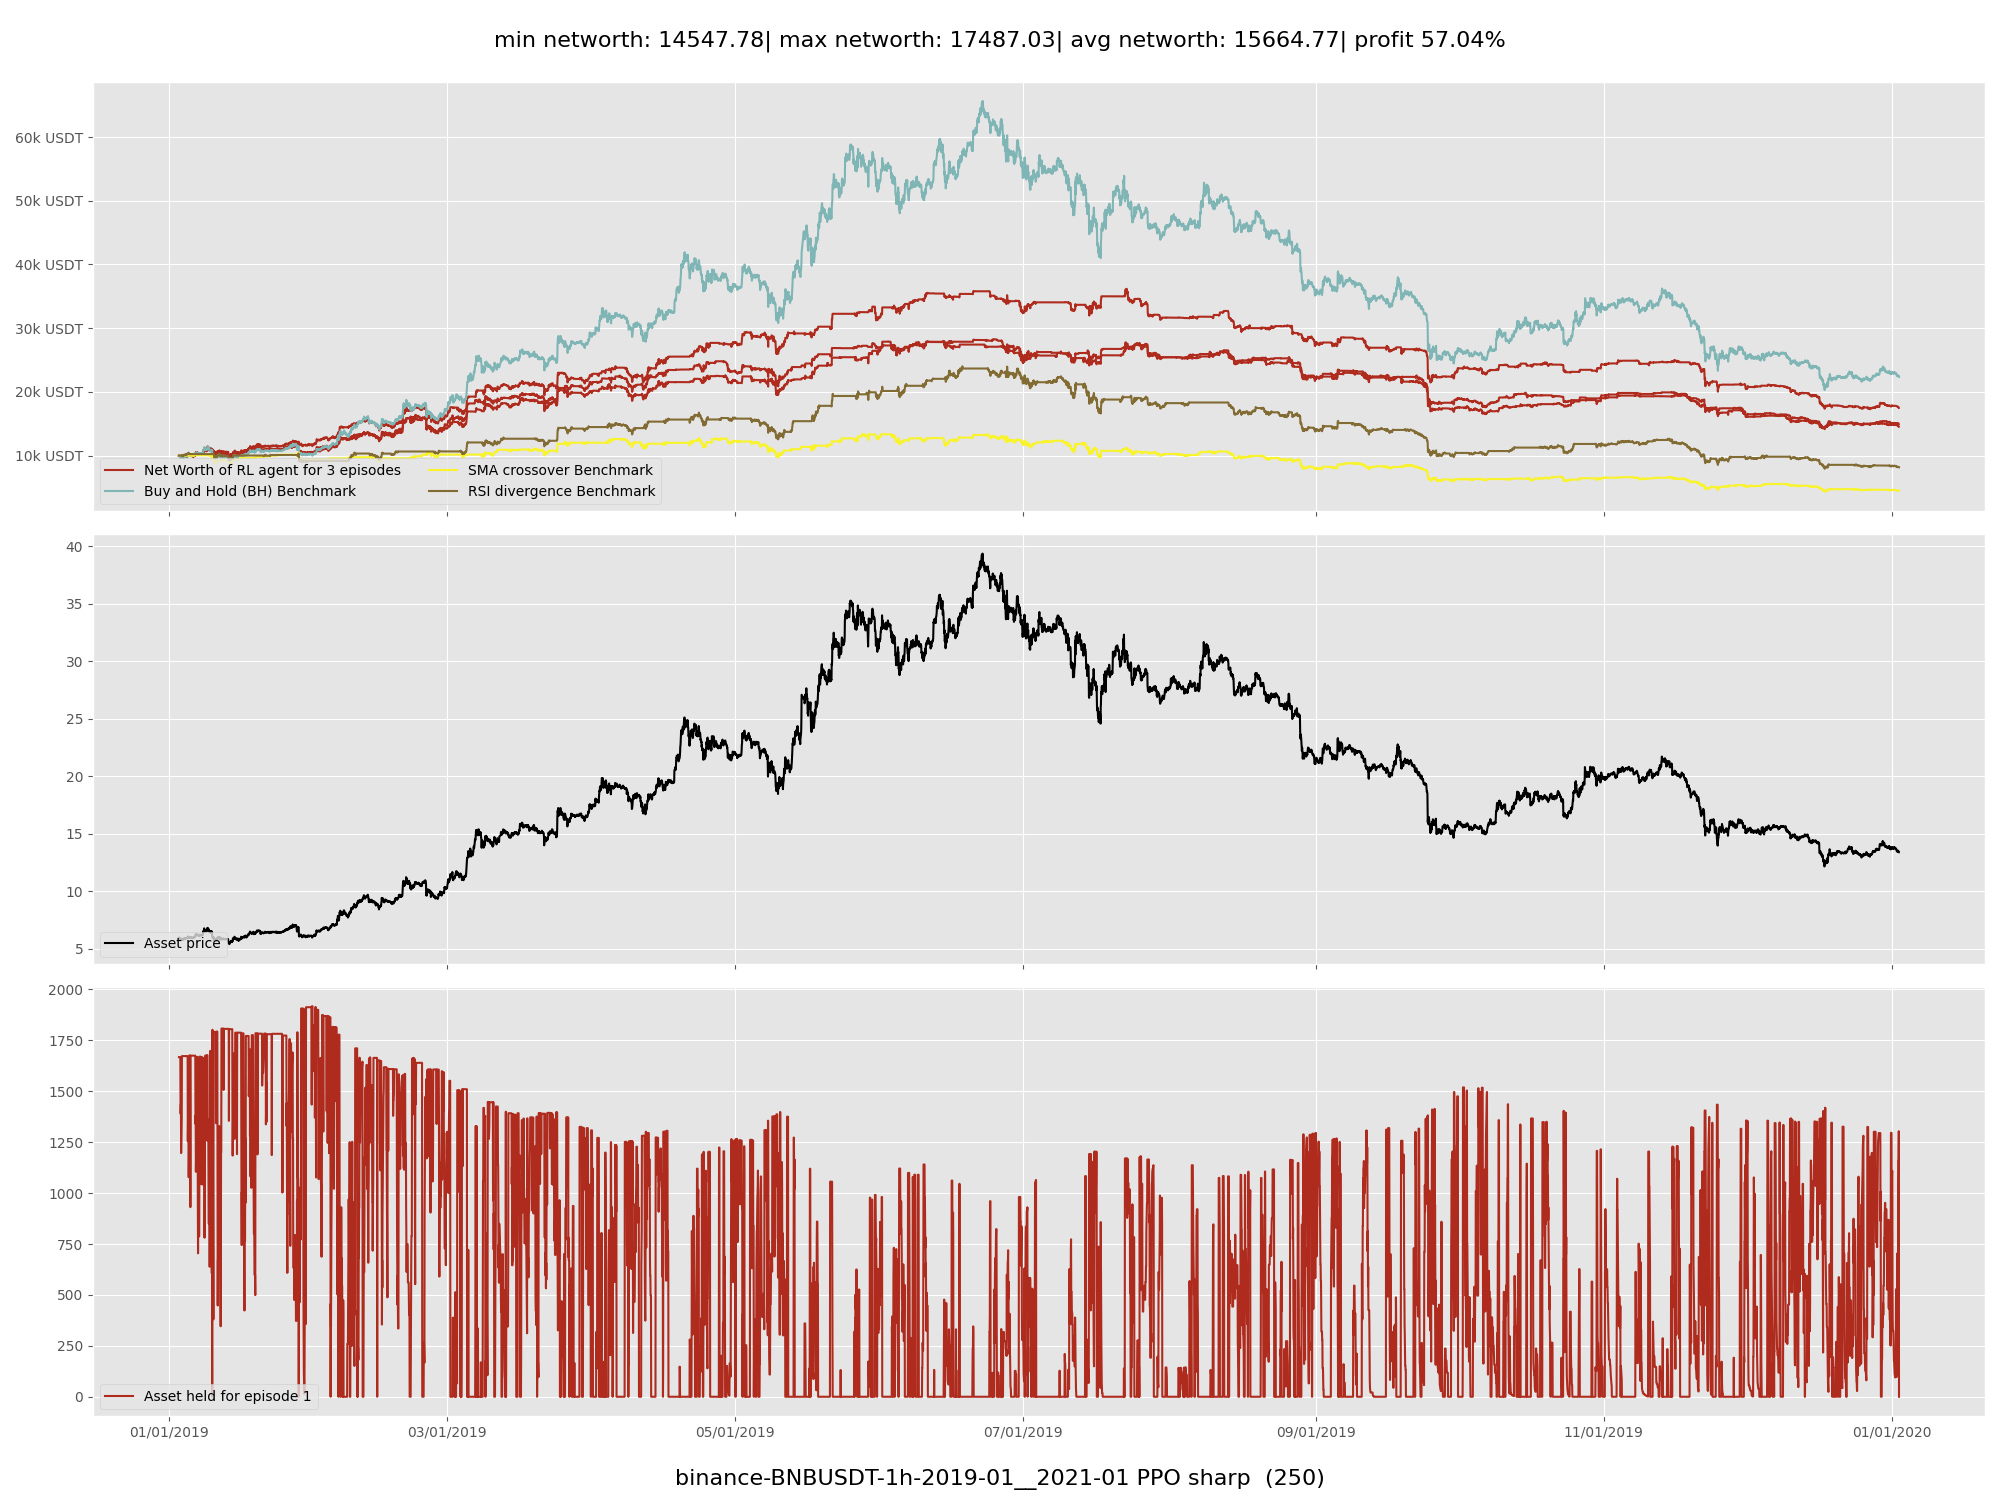 min networth: 14547.78| max networth: 17487.03| avg networth: 15664.77| profit 57.04%
60k USDT
50k USDT
40k USDT
30k USDT
20k USDT
10k USDT
Net Worth of RL agent for 3 episodes
Buy and Hold (BH) Benchmark
SMA crossover Benchmark
RSI divergence Benchmark
40
35
30
25
20
15
10
5
Asset price
2000
1750
1500
1250
1000
750
500
250
0
Asset held for episode 1
01/01/2019 03/01/2019 05/01/2019 07/01/2019 09/01/2019 11/01/2019 01/01/2020
binance-BNBUSDT-1h-2019-01__2021-01 PPO sharp  (250)